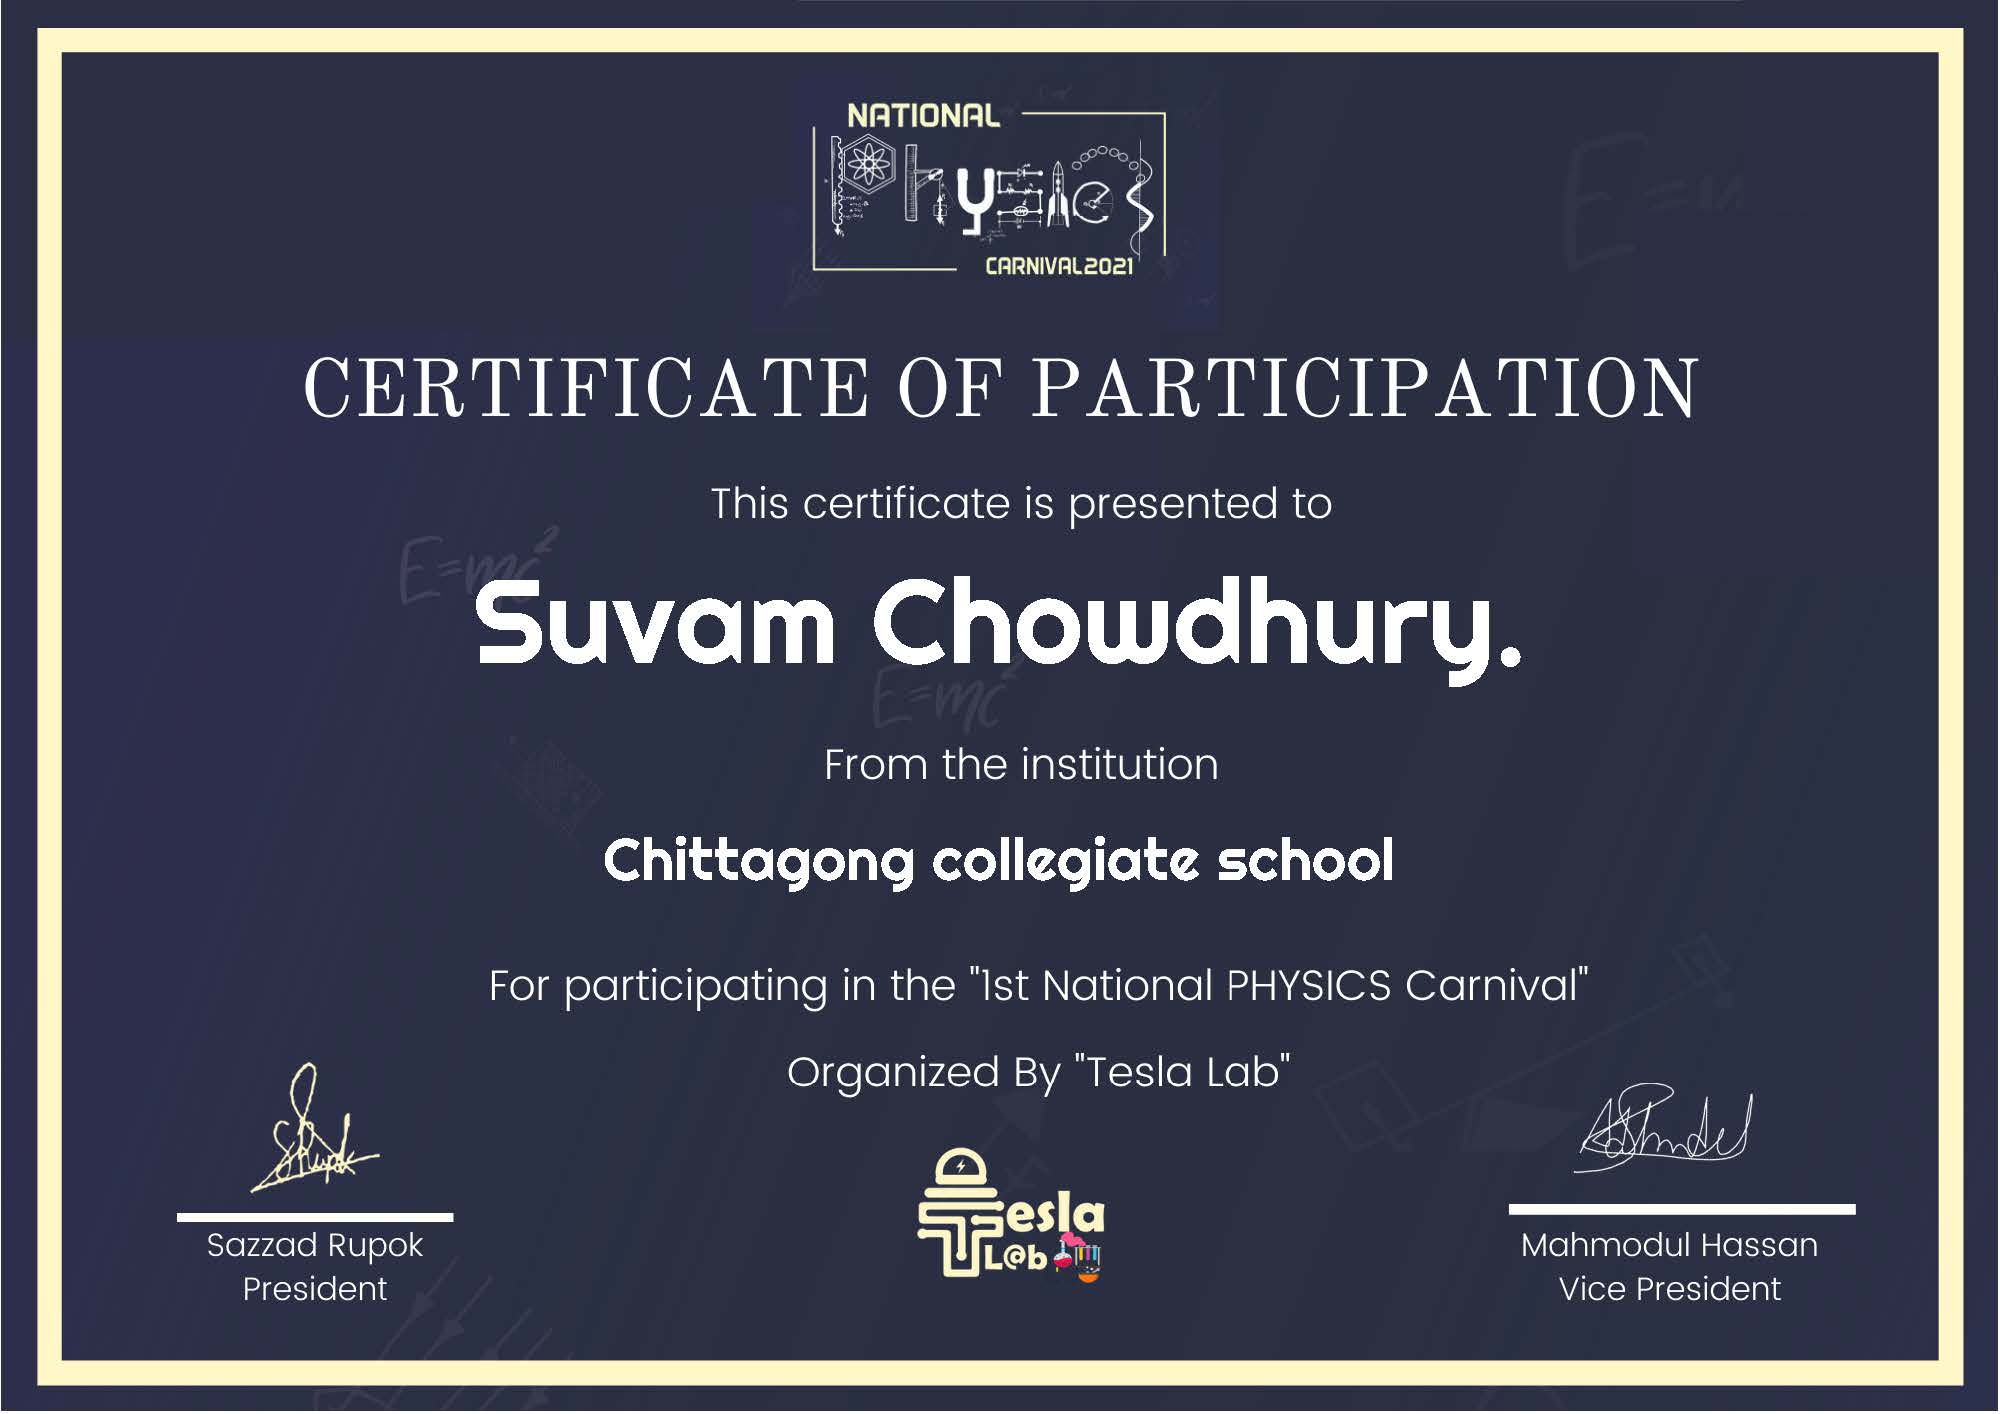 NATIONAL
Physics
CARNIVAL2021
CERTIFICATE OF PARTICIPATION
This certificate is presented to
E=mc²
Suvam Chowdhury.
E=mc²
From the institution
Chittagong collegiate school
For participating in the "1st National PHYSICS Carnival"
Organized By "Tesla Lab"
Tesla
L@b
Sazzad Rupok
President
Mahmodul Hassan
Vice President